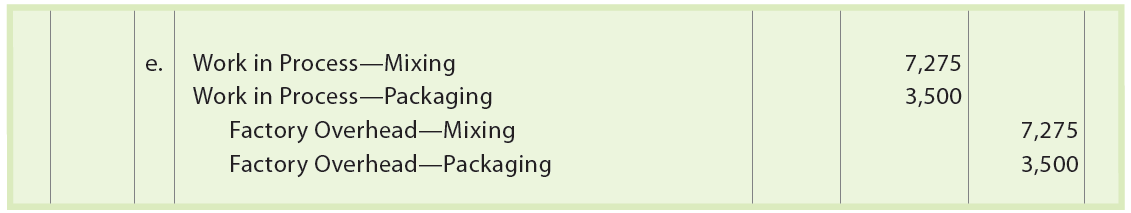 e. Work in Process—Mixing 7,275
Work in Process—Packaging 3,500
Factory Overhead—Mixing 7,275
Factory Overhead—Packaging 3,500